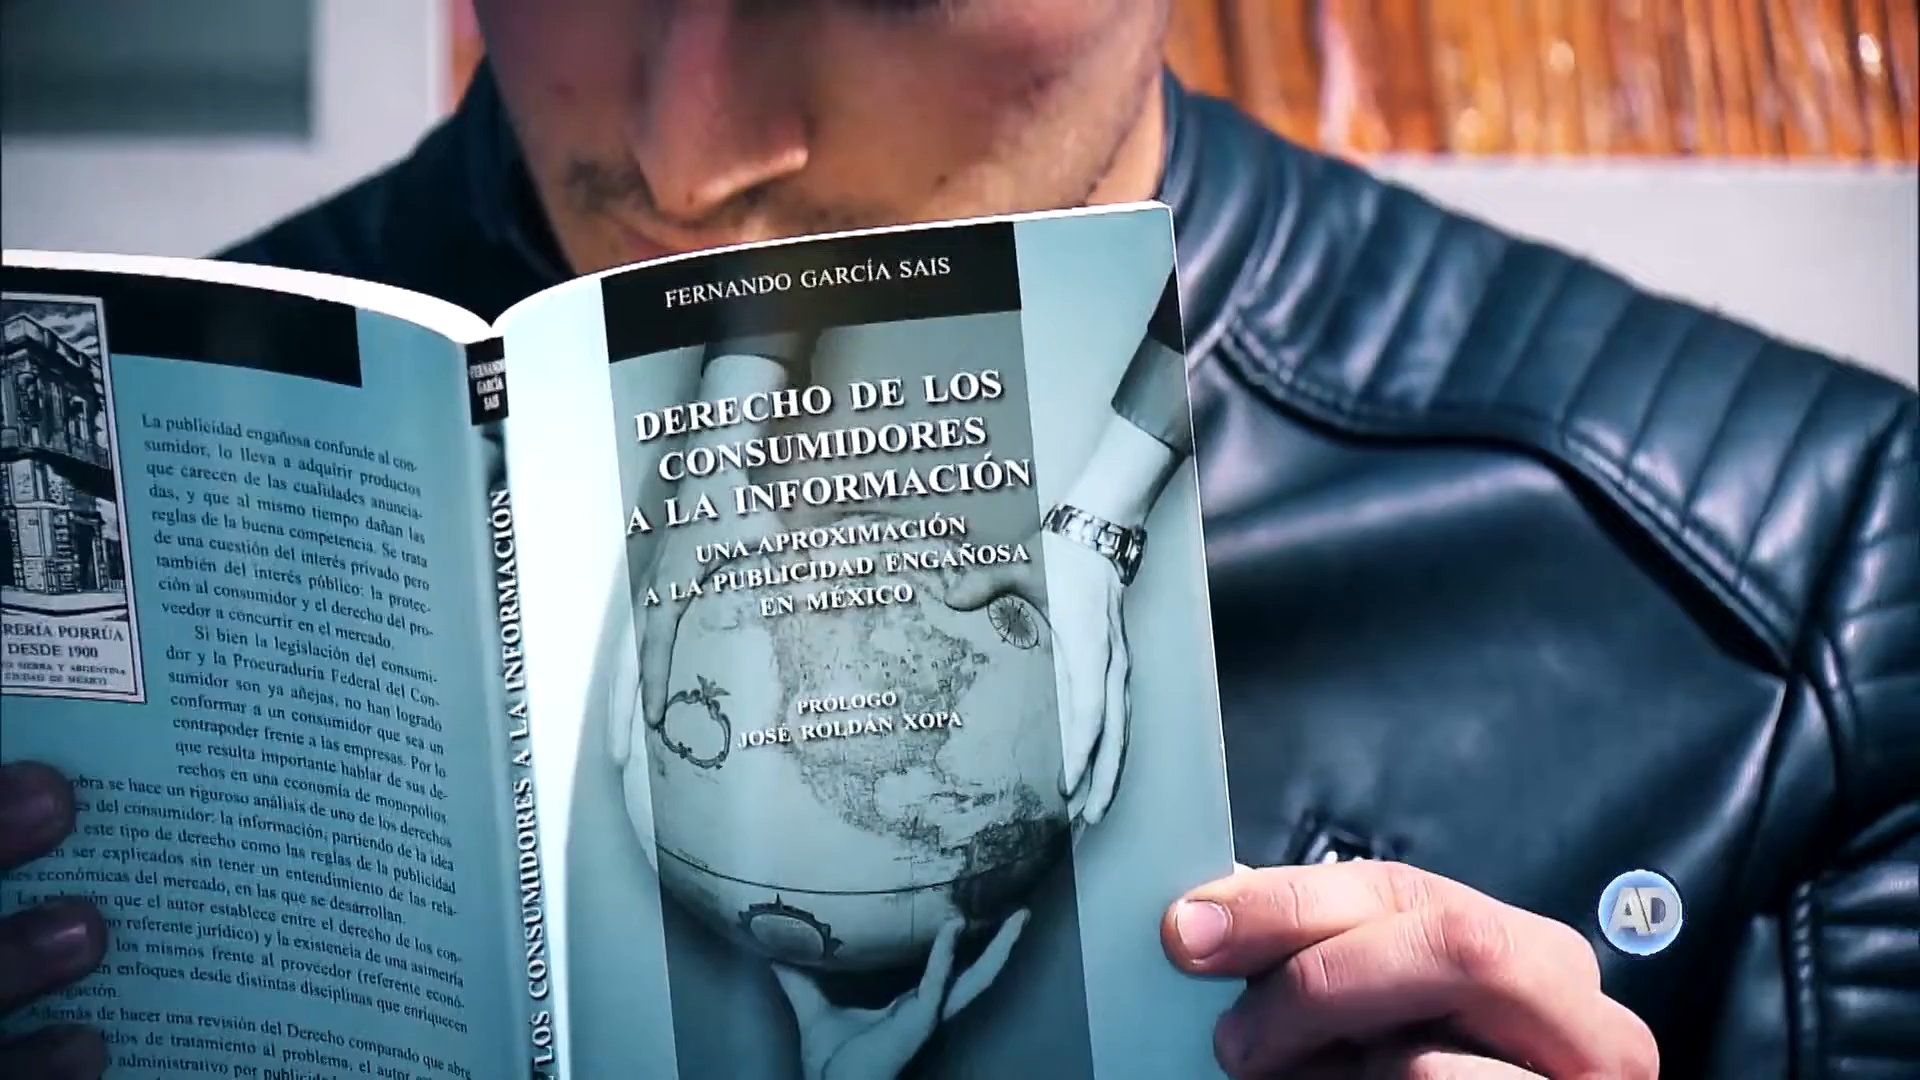 La publicidad engañosa confunde al con-
sumidor, lo lleva a adquirir productos
que carecen de las cualidades anuncia-
das, y que al mismo tiempo dañan las
reglas de la buena competencia. Se trata
de una cuestión del interés privado pero
también del interés público: la protec-
ción al consumidor y el derecho del pro-
veedor a concurrir en el mercado.
Si bien la legislación del consumi-
dor y la Procuraduría Federal del Con-
sumidor son ya añejas, no han logrado
conformar a un consumidor que sea un
contrapoder frente a las empresas. Por lo
que resulta importante hablar de sus de-
rechos en una economía de monopolios.
obra se hace un riguroso análisis de uno de los derechos
del consumidor: la información; partiendo de la idea
este tipo de derecho como las reglas de la publicidad
ser explicados sin tener un entendimiento de las rela-
económicas del mercado, en las que se desarrollan.
La que el autor establece entre el derecho de los con-
referente jurídico) y la existencia de una asimetría
los mismos frente al proveedor (referente econó-
enfoques desde distintas disciplinas que enriquecen
Además de hacer una revisión del Derecho comparado que abre
de tratamiento al problema, el autor
administrativo por
RERÍA PORRÚA
DESDE 1900
SIERRA Y ARGENTINA
CIUDAD DE MÉXICO
FERNANDO
GARCÍA
SAIS
LOS CONSUMIDORES A LA INFORMACIÓN
FERNANDO GARCÍA SAIS
DERECHO DE LOS
CONSUMIDORES
A LA INFORMACIÓN
UNA APROXIMACIÓN
A LA PUBLICIDAD ENGAÑOSA
EN MÉXICO
PRÓLOGO
JOSÉ ROLDÁN XOPA
AD